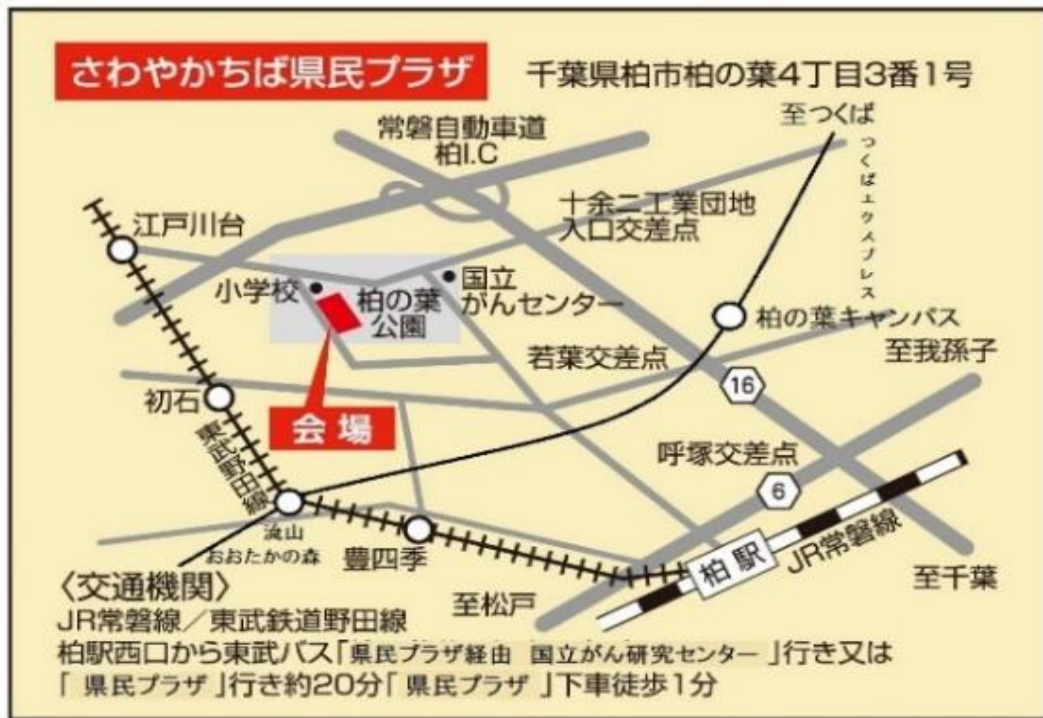 さわやかちば県民プラザ
千葉県柏市柏の葉4丁目3番1号
至つくば
常磐自動車道
柏I.C
つくばエクスプレス
十余二工業団地
入口交差点
江戸川台
小学校
柏の葉
公園
国立
がんセンター
柏の葉キャンパス
至我孫子
若葉交差点
16
初石
会場
東武野田線
呼塚交差点
6
流山
おおたかの森
豊四季
柏駅
JR常磐線
至千葉
至松戸
〈交通機関〉
JR常磐線／東武鉄道野田線
柏駅西口から東武バス「県民プラザ経由 国立がん研究センター」行き又は
「県民プラザ」行き約20分「県民プラザ」下車徒歩1分